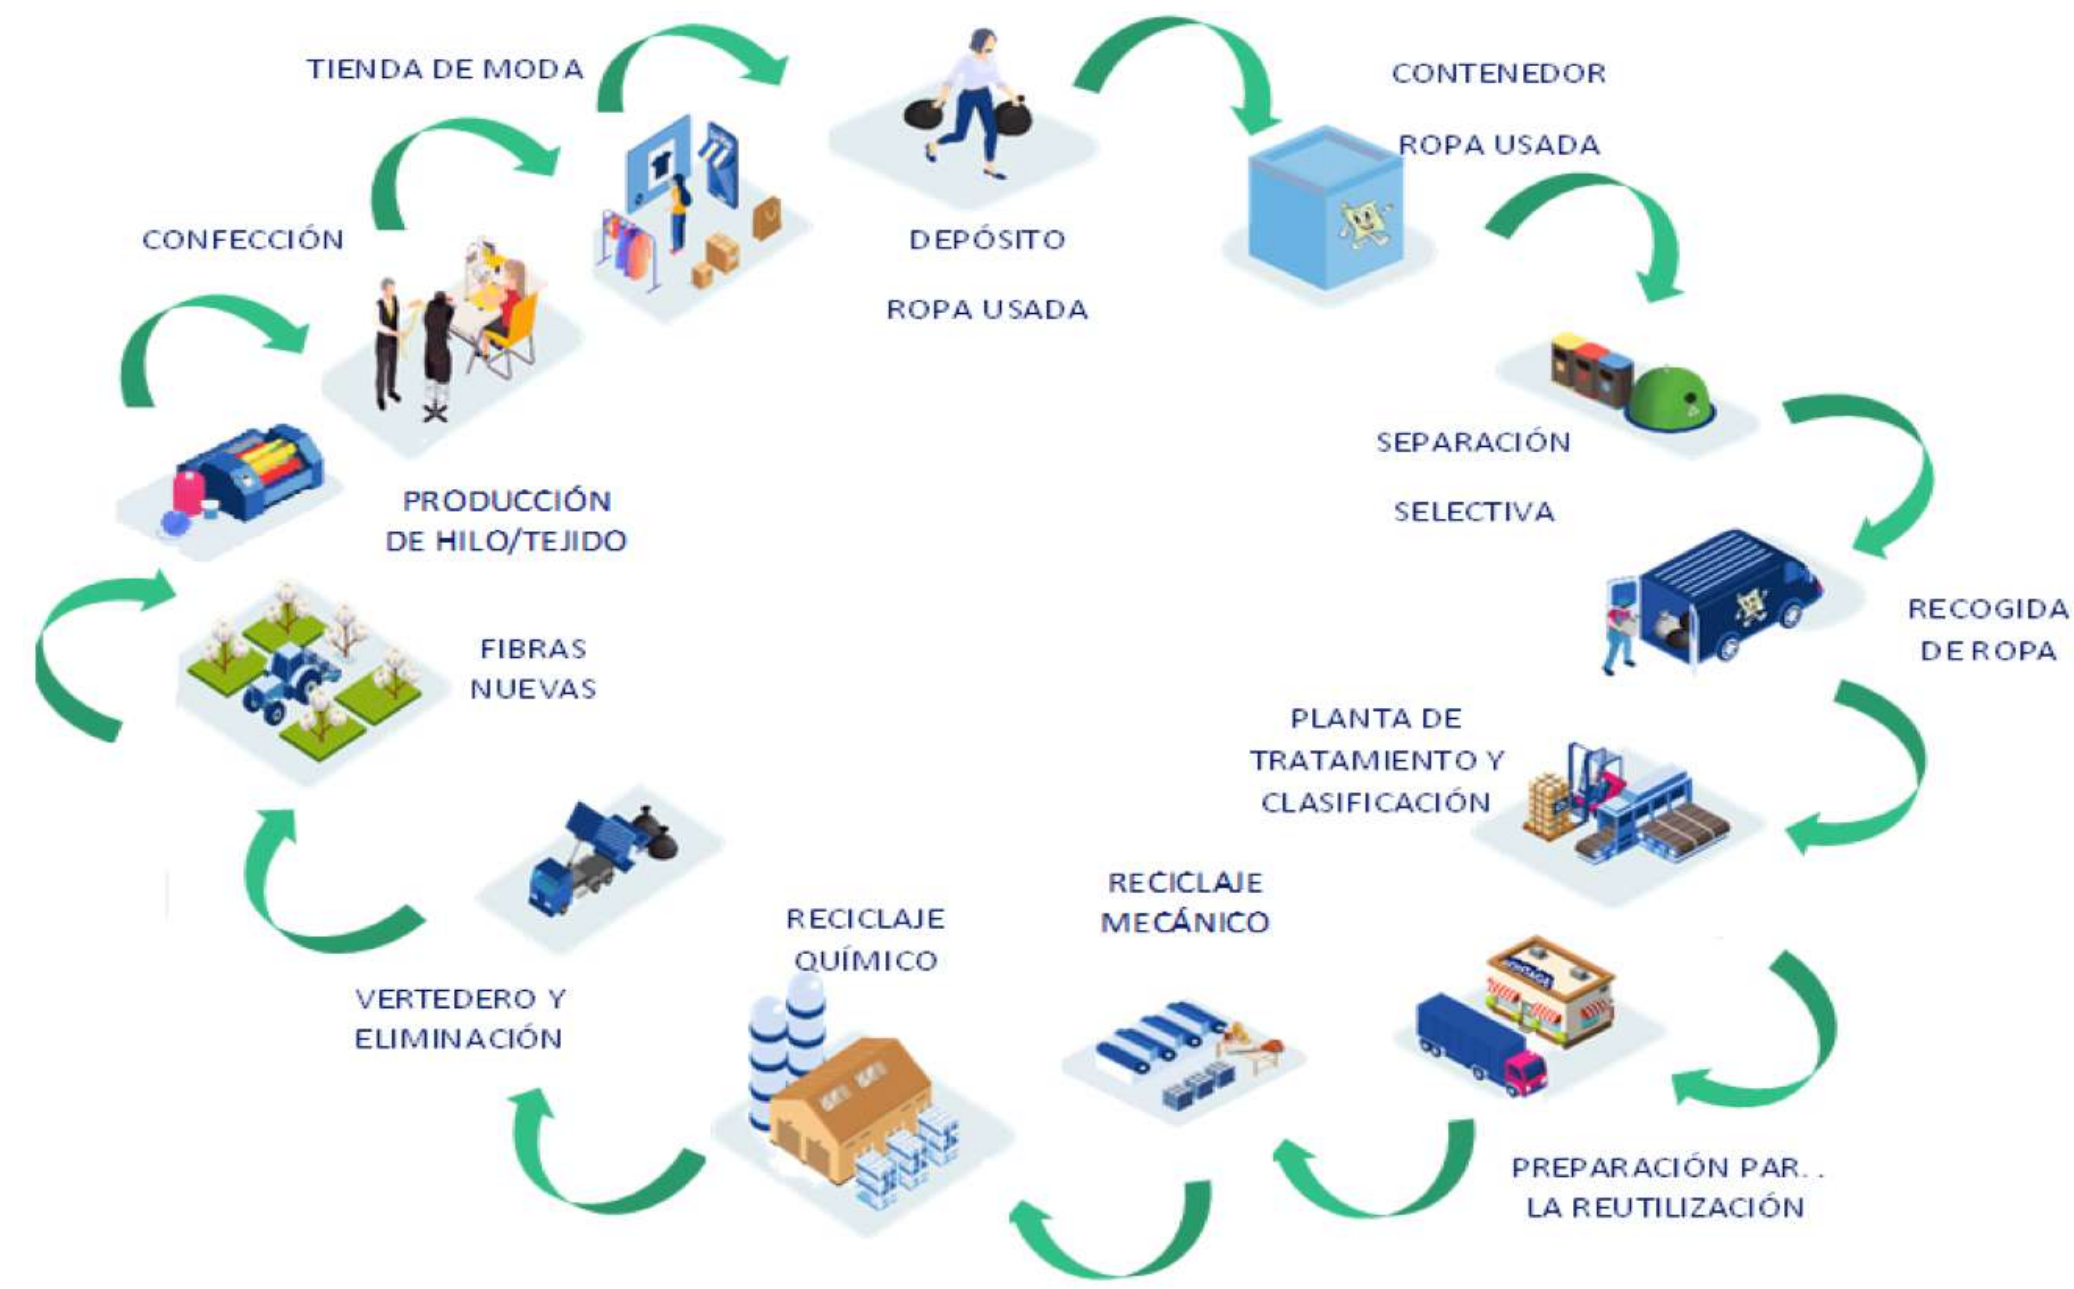 TIENDA DE MODA
CONTENEDOR
ROPA USADA
CONFECCIÓN
DEPÓSITO
ROPA USADA
SEPARACIÓN
SELECTIVA
PRODUCCIÓN
DE HILO/TEJIDO
RECOGIDA
DE ROPA
FIBRAS
NUEVAS
PLANTA DE
TRATAMIENTO Y
CLASIFICACIÓN
RECICLAJE
MECÁNICO
RECICLAJE
QUÍMICO
VERTEDERO Y
ELIMINACIÓN
PREPARACIÓN PAR. .
LA REUTILIZACIÓN